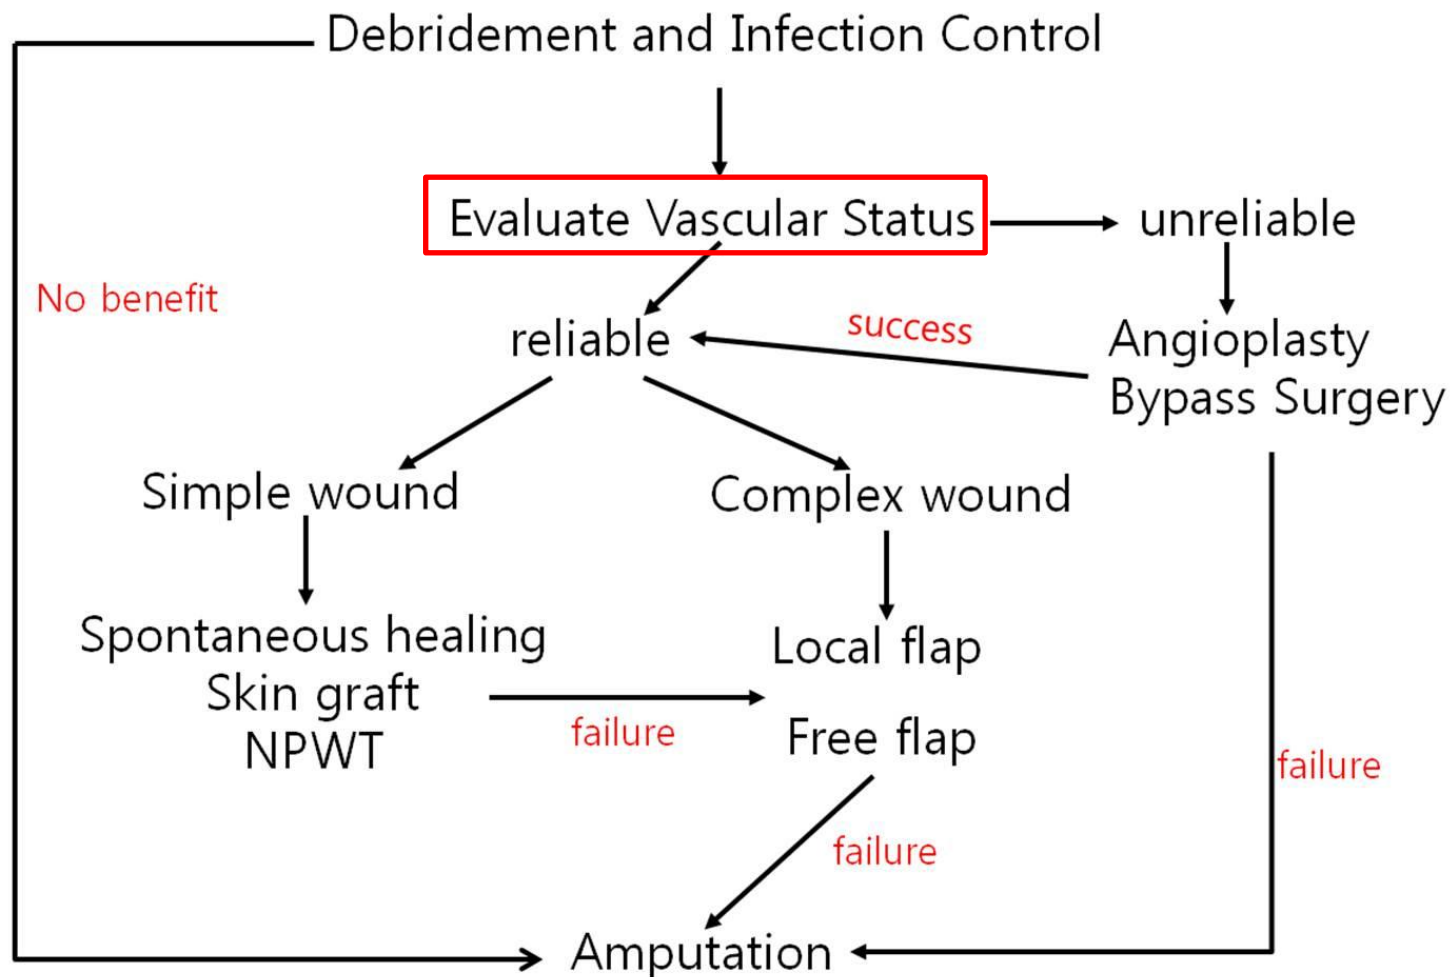 Debridement and Infection Control
Evaluate Vascular Status
unreliable
No benefit
reliable
success
Angioplasty
Bypass Surgery
Simple wound
Complex wound
Spontaneous healing
Skin graft
NPWT
failure
Local flap
Free flap
failure
failure
Amputation